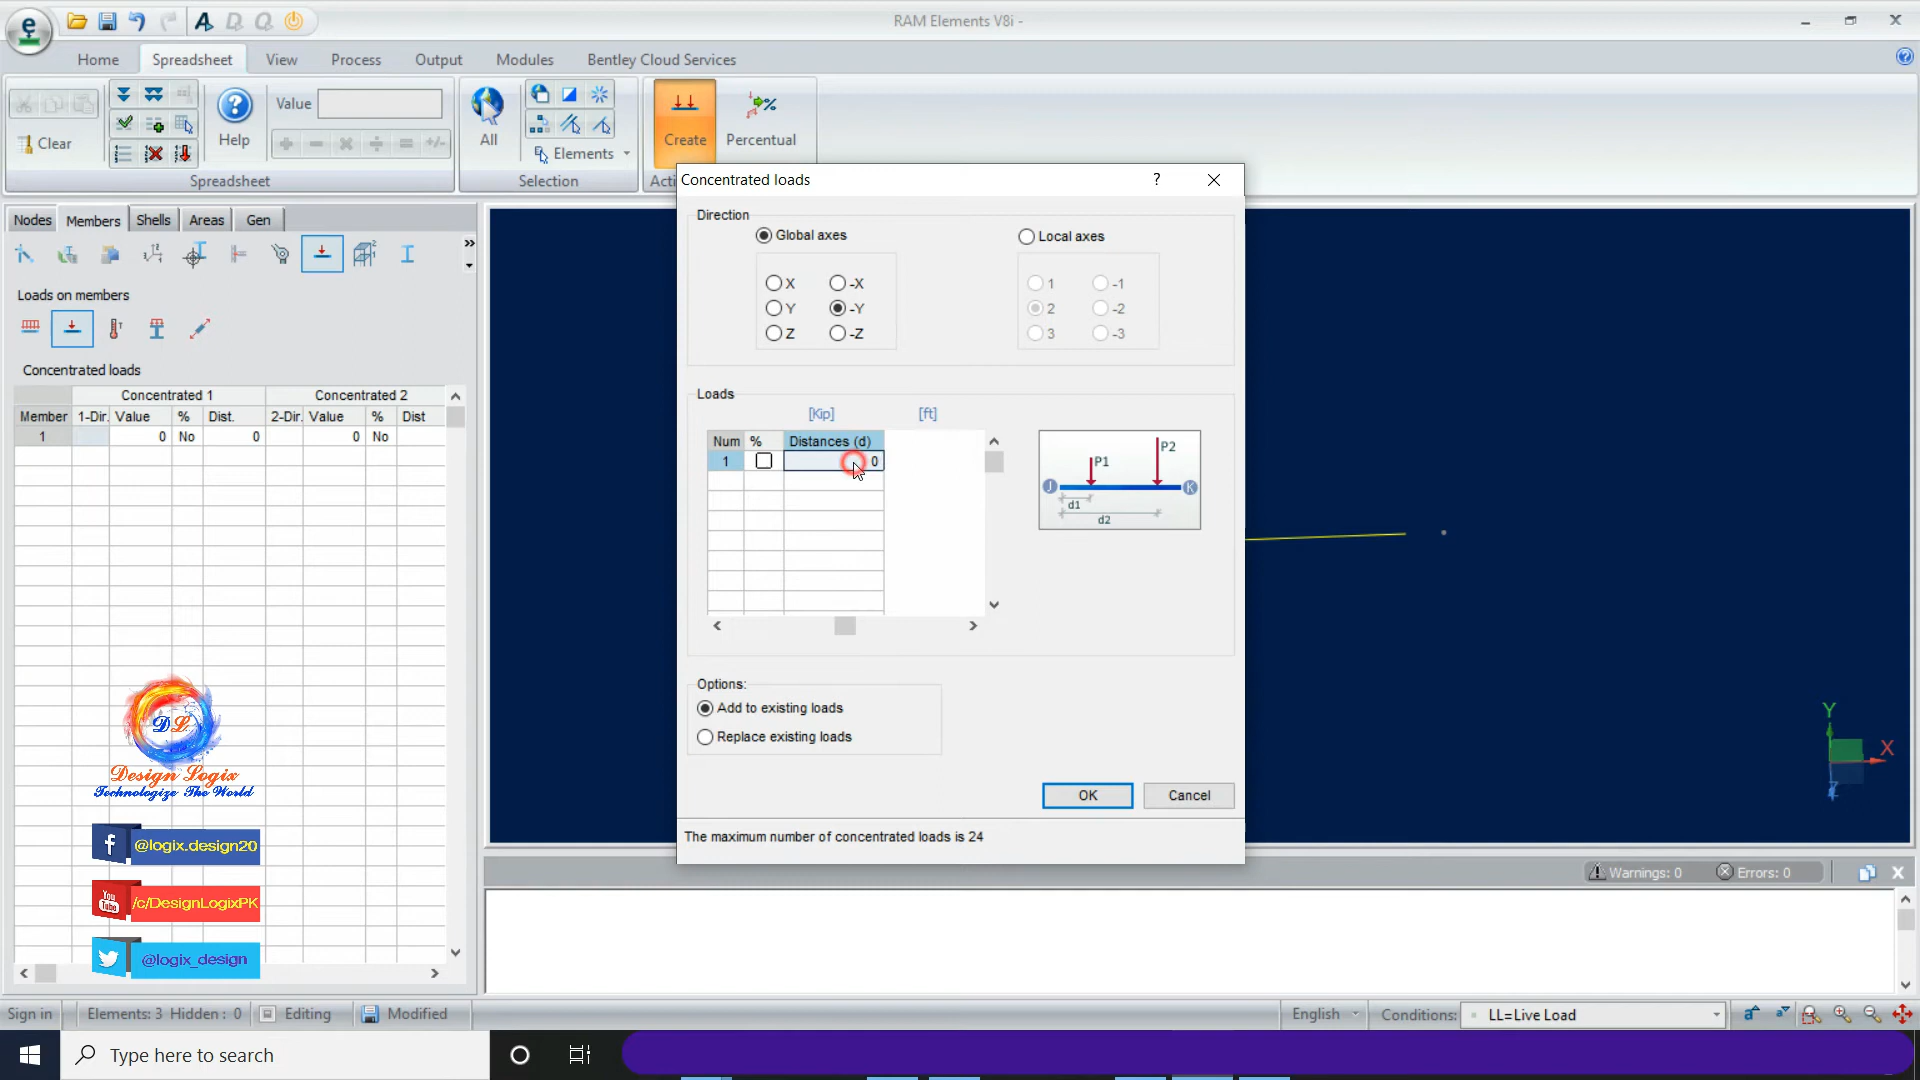 RAM Elements V8i -
Home
Spreadsheet
View
Process
Output
Modules
Bentley Cloud Services
Clear
Help
Value
All
Elements
Create
Percentual
Spreadsheet
Selection
Acti
Nodes
Members
Shells
Areas
Gen
Loads on members
Concentrated loads
Concentrated 1
Concentrated 2
Member
1-Dir.
Value
%
Dist.
2-Dir.
Value
%
Dist
1
0
No
0
0
No
Concentrated loads
?
Direction
Global axes
Local axes
X
-X
Y
-Y
Z
-Z
1
-1
2
-2
3
-3
Loads
[Kip]
[ft]
Num
%
Distances (d)
1
0
P1
P2
J
K
d1
d2
Options:
Add to existing loads
Replace existing loads
OK
Cancel
The maximum number of concentrated loads is 24
Y
X
Z
DL
Design Logix
Technologize The World
@logix.design20
You Tube
/c/DesignLogixPK
@logix_design
Warnings: 0
Errors: 0
Sign in
Elements: 3 Hidden : 0
Editing
Modified
English
Conditions:
LL=Live Load
Type here to search